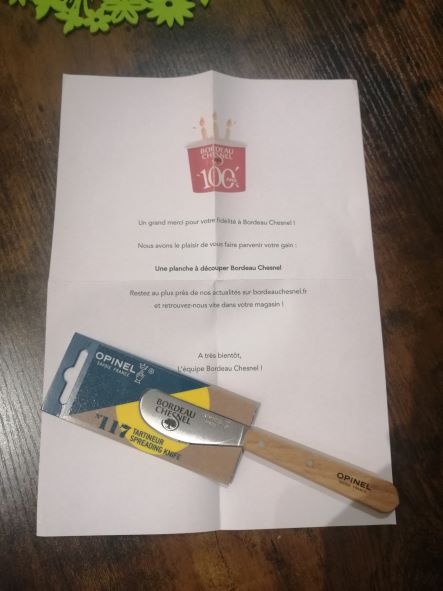 BORDEAU
CHESNEL
100 ANS
Un grand merci pour votre fidélité à Bordeau Chesnel !
Nous avons le plaisir de vous faire parvenir votre gain :
Une planche à découper Bordeau Chesnel
Restez au plus près de nos actualités sur bordeauchesnel.fr
et retrouvez-nous vite dans votre magasin !
A très bientôt,
L'équipe Bordeau Chesnel !
OPINEL®
SAVOIE FRANCE
BORDEAU
CHESNEL
N°117
TARTINEUR
SPREADING KNIFE
OPINEL
SAVOIE FRANCE